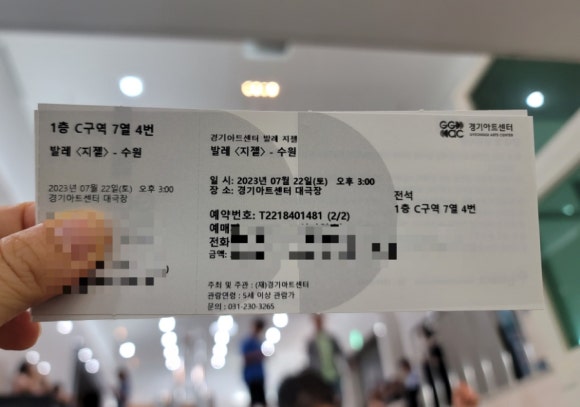 1층 C구역 7열 4번
발레 〈지젤〉 - 수원
2023년 07월 22일(토) 오후 3:00
경기아트센터 대극장
경기아트센터 발레 지젤
발레 〈지젤〉 - 수원
일 시: 2023년 07월 22일(토) 오후 3:00
장 소: 경기아트센터 대극장
예약번호: T2218401481 (2/2)
예매
전화
금액:
주최 및 주관 : (재)경기아트센터
관람연령 : 5세 이상 관람가
문의 : 031-230-3265
GG
AC 경기아트센터
GYEONGGI ARTS CENTER
전석
1층 C구역 7열 4번